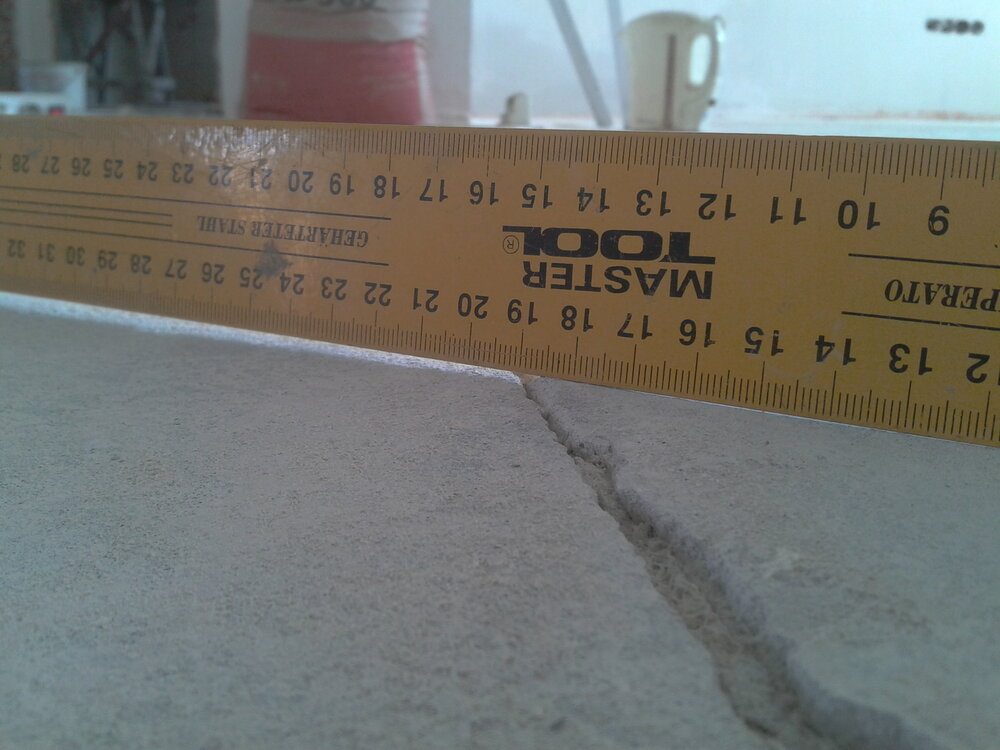 12 13 14 15 16 17 18 19 20 21 22 23 24 25 26 27 28 29 30 31 32
PERATO
MASTER
TOOL®
GEHÄRTETER STAHL
9 10 11 12 13 14 15 16 17 18 19 20 21 22 23 24 25 26 27 28